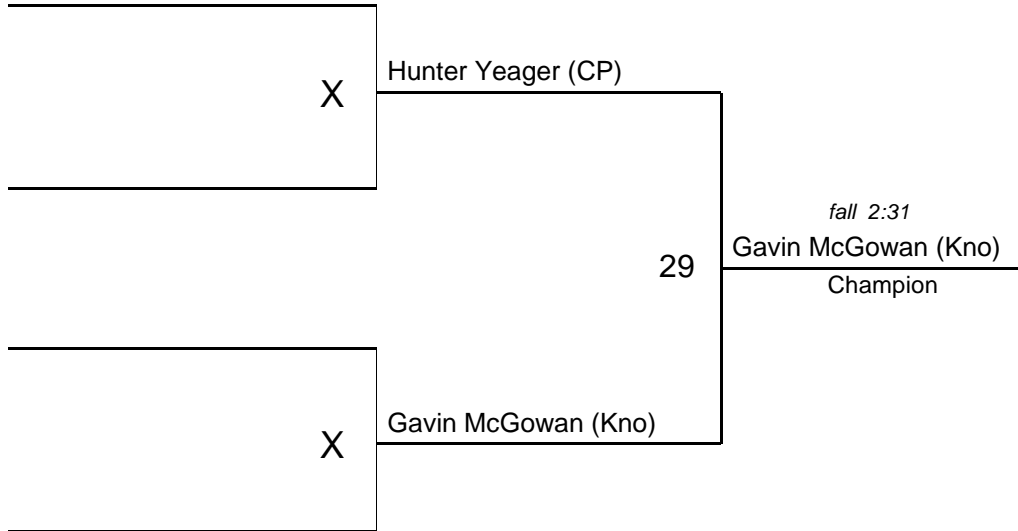 Hunter Yeager (CP)
X
fall 2:31
Gavin McGowan (Kno)
29
Champion
Gavin McGowan (Kno)
X